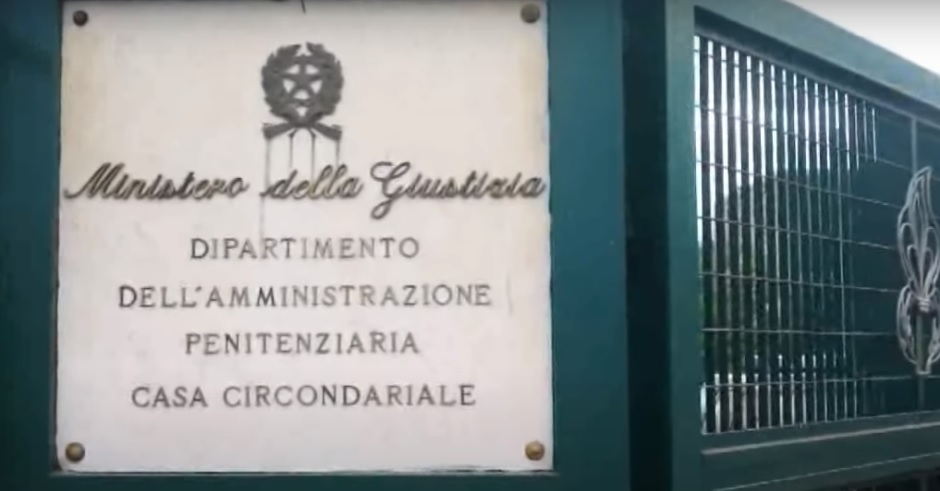 Ministero della Giustizia
DIPARTIMENTO
DELL'AMMINISTRAZIONE
PENITENZIARIA
CASA CIRCONDARIALE